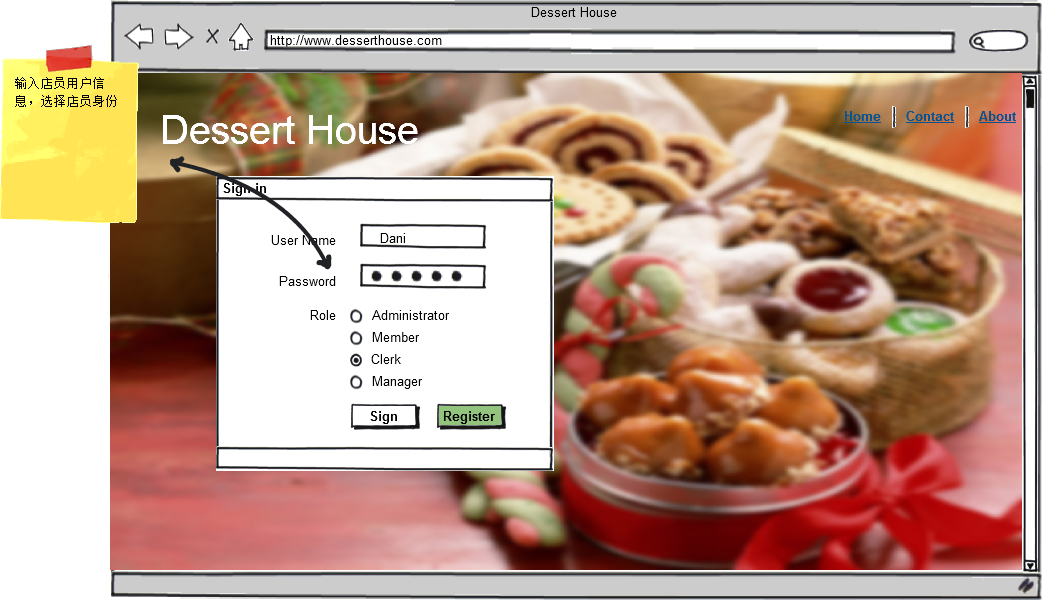 Dessert House
http://www.desserthouse.com
输入店员用户信
息，选择店员身份
Dessert House
Home
Contact
About
Sign in
User Name
Dani
Password
Role
Administrator
Member
Clerk
Manager
Sign
Register